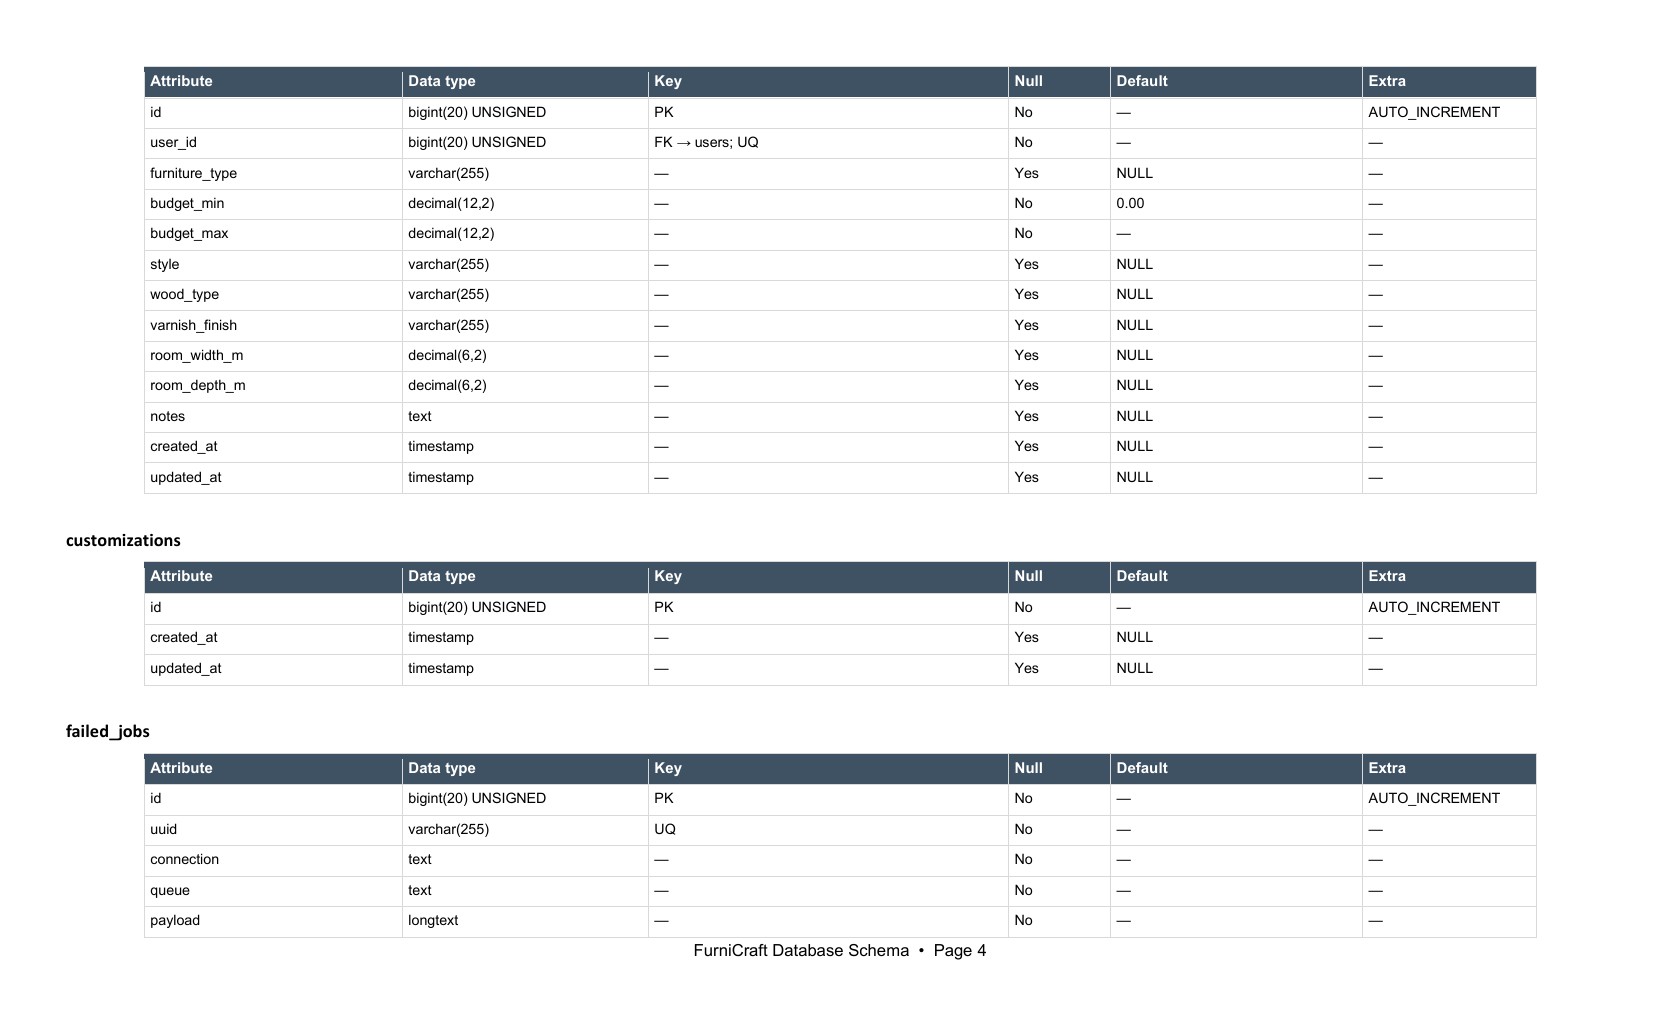 Attribute Data type Key Null Default Extra
id bigint(20) UNSIGNED PK No — AUTO_INCREMENT
user_id bigint(20) UNSIGNED FK → users; UQ No — —
furniture_type varchar(255) — Yes NULL —
budget_min decimal(12,2) — No 0.00 —
budget_max decimal(12,2) — No — —
style varchar(255) — Yes NULL —
wood_type varchar(255) — Yes NULL —
varnish_finish varchar(255) — Yes NULL —
room_width_m decimal(6,2) — Yes NULL —
room_depth_m decimal(6,2) — Yes NULL —
notes text — Yes NULL —
created_at timestamp — Yes NULL —
updated_at timestamp — Yes NULL —
customizations
Attribute Data type Key Null Default Extra
id bigint(20) UNSIGNED PK No — AUTO_INCREMENT
created_at timestamp — Yes NULL —
updated_at timestamp — Yes NULL —
failed_jobs
Attribute Data type Key Null Default Extra
id bigint(20) UNSIGNED PK No — AUTO_INCREMENT
uuid varchar(255) UQ No — —
connection text — No — —
queue text — No — —
payload longtext — No — —
FurniCraft Database Schema • Page 4